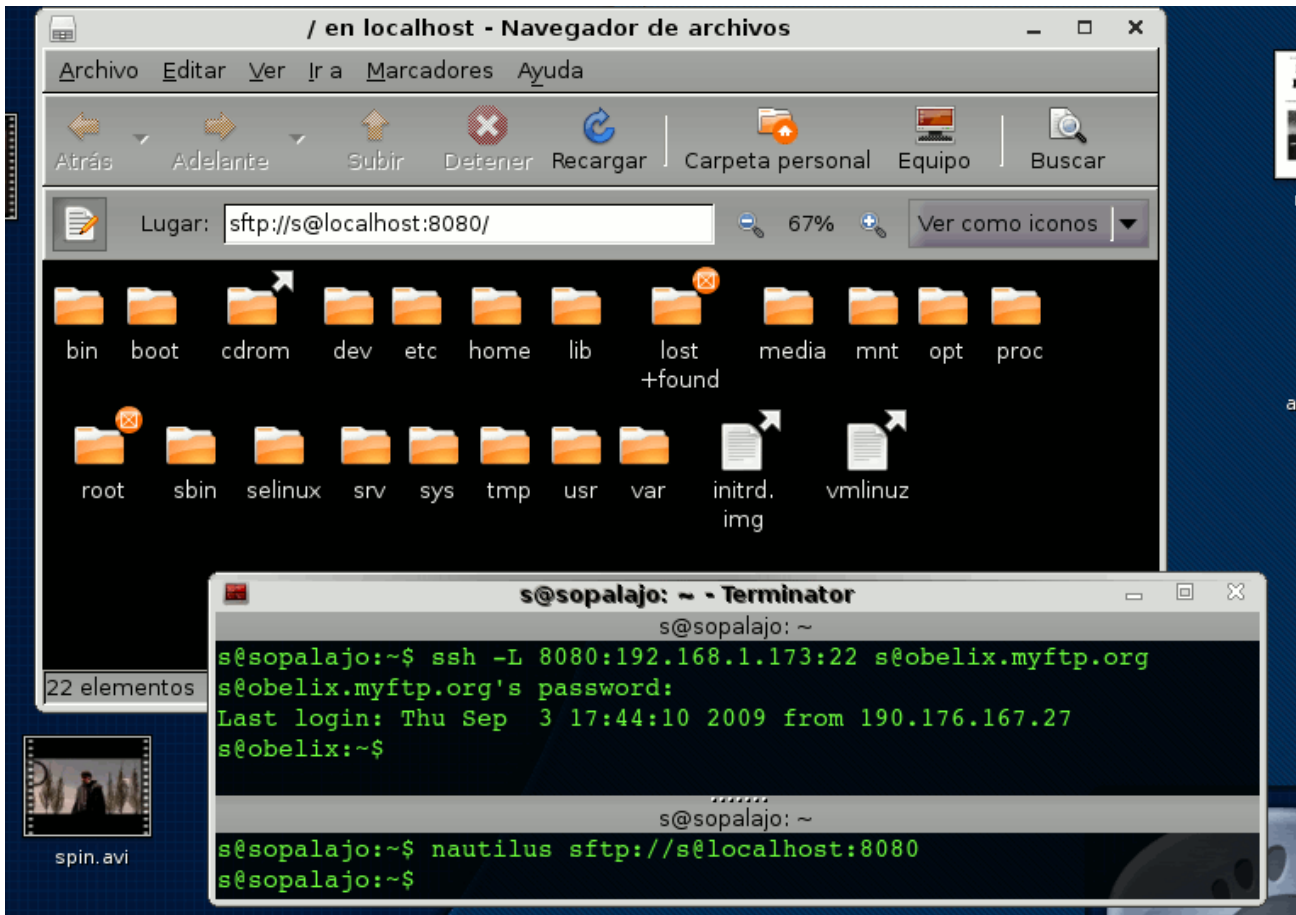 / en localhost - Navegador de archivos
Archivo Editar Ver Ir a Marcadores Ayuda
Atrás Adelante Subir Detener Recargar Carpeta personal Equipo Buscar
Lugar: sftp://s@localhost:8080/ 67% Ver como iconos
bin boot cdrom dev etc home lib lost media mnt opt proc
+found
root sbin selinux srv sys tmp usr var initrd. vmlinuz
img
22 elementos
s@sopalajo: ~ - Terminator
s@sopalajo: ~
s@sopalajo:~$ ssh -L 8080:192.168.1.173:22 s@obelix.myftp.org
s@obelix.myftp.org's password:
Last login: Thu Sep  3 17:44:10 2009 from 190.176.167.27
s@obelix:~$
s@sopalajo: ~
s@sopalajo:~$ nautilus sftp://s@localhost:8080
s@sopalajo:~$
spin.avi